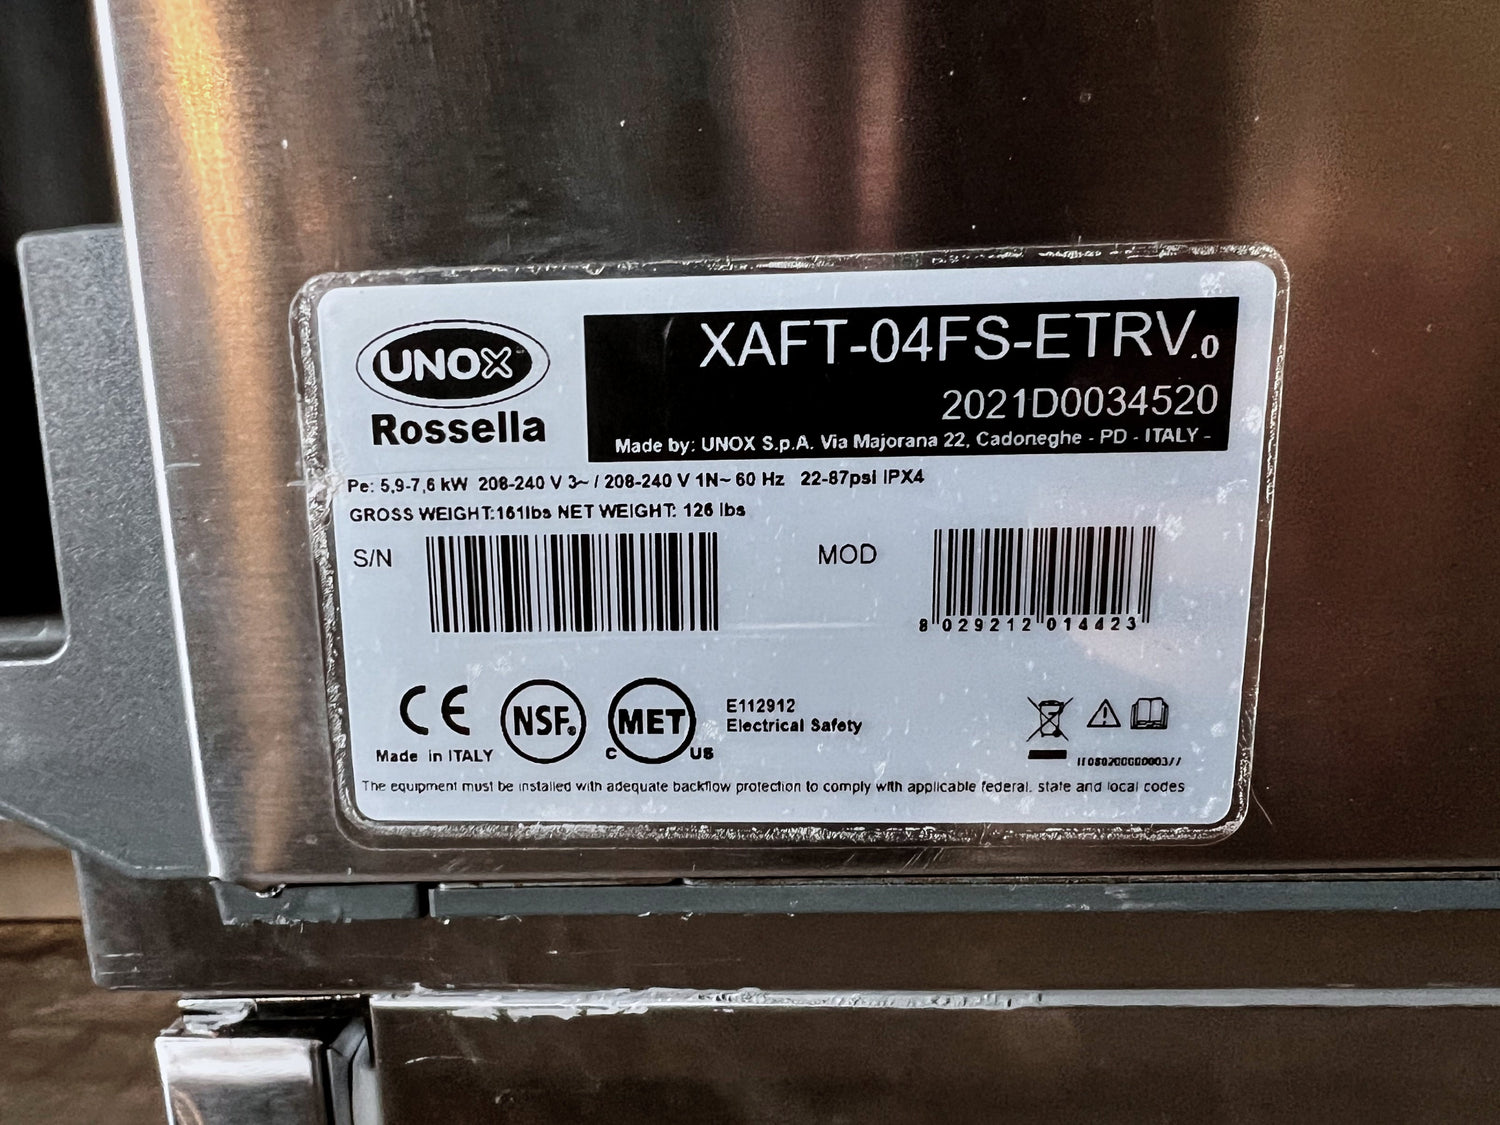 UNOX
Rossella
XAFT-04FS-ETRV.0
2021D0034520
Made by: UNOX S.p.A. Via Majorana 22, Cadoneghe - PD - ITALY -
Pe: 5,9-7,6 kW 208-240 V 3~ / 208-240 V 1N~ 60 Hz 22-87psi IPX4
GROSS WEIGHT:161lbs NET WEIGHT: 126 lbs
S/N
MOD
8 029212 014423
CE
NSF®
MET
C US
Made in ITALY
E112912
Electrical Safety
The equipment must be installed with adequate backflow protection to comply with applicable federal. state and local codes